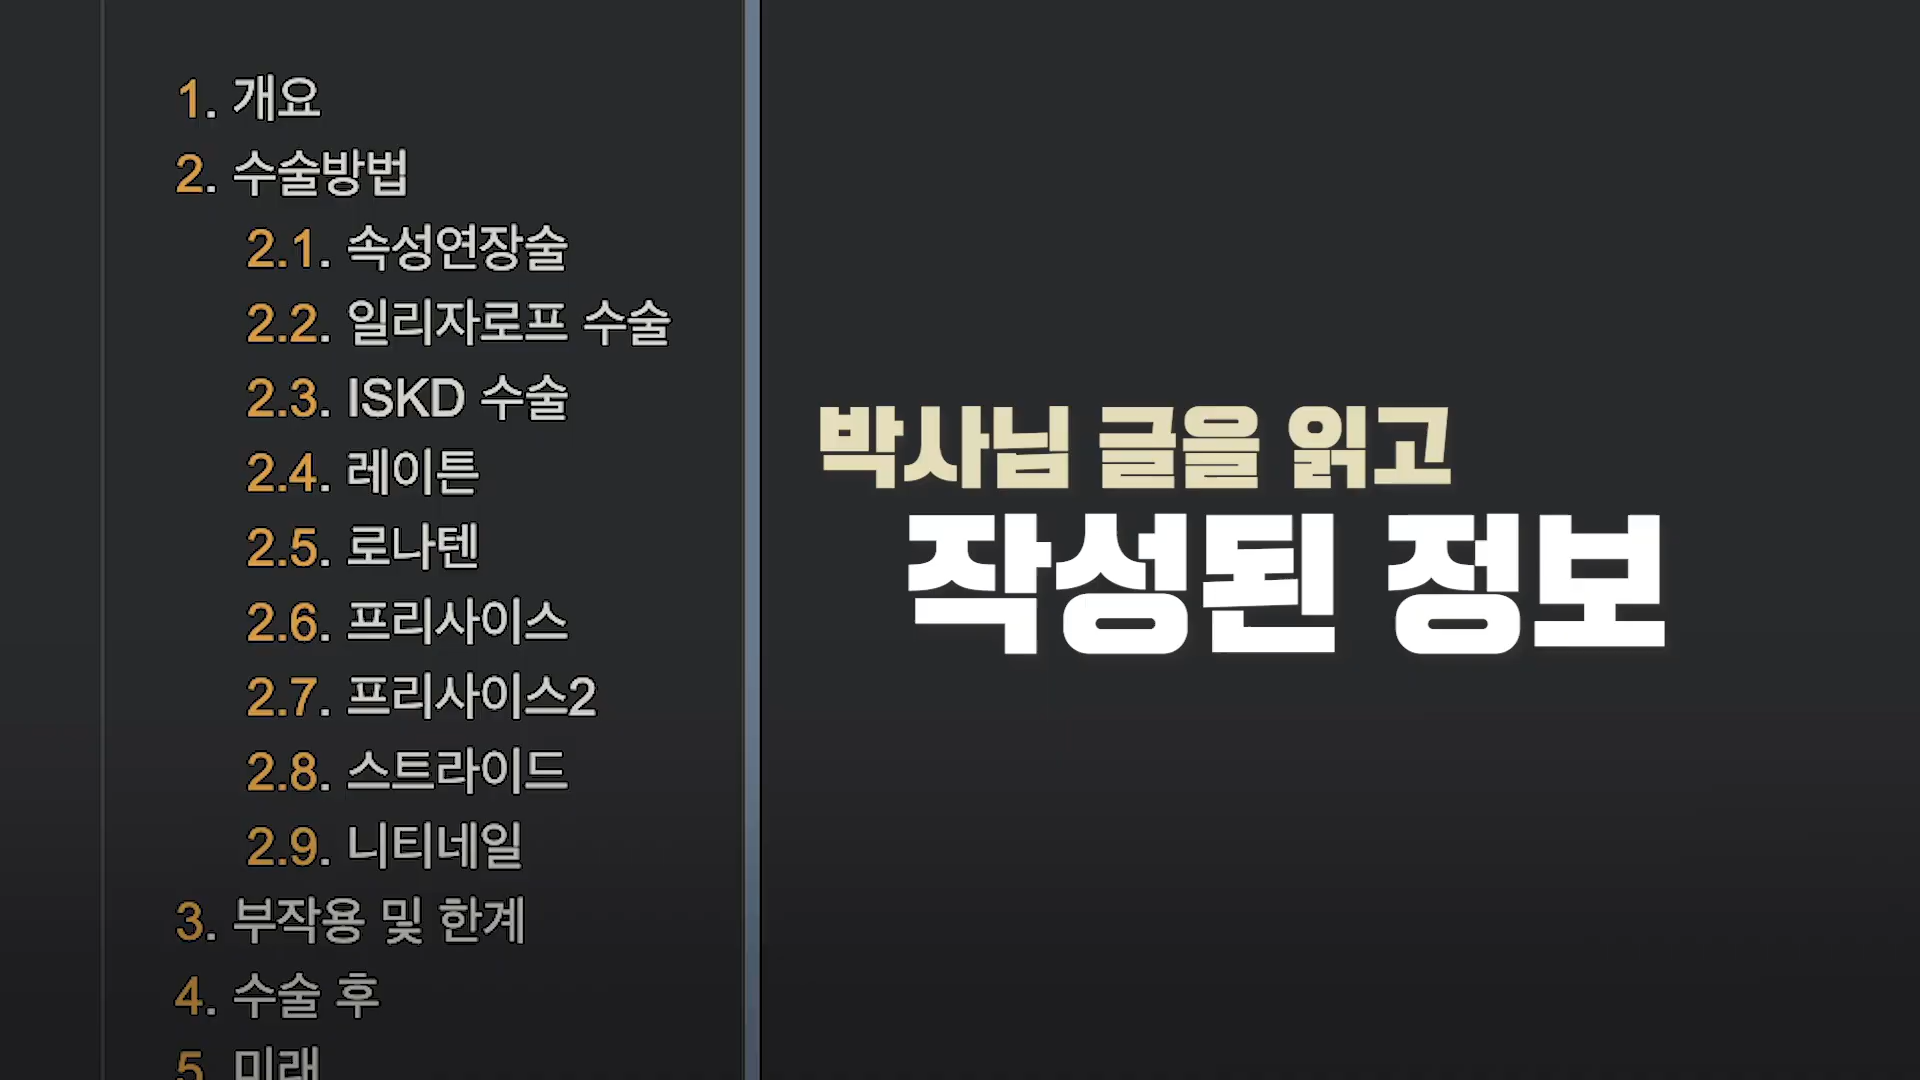 1. 개요
2. 수술방법
2.1. 속성연장술
2.2. 일리자로프 수술
2.3. ISKD 수술
2.4. 레이튼
2.5. 로나텐
2.6. 프리사이스
2.7. 프리사이스2
2.8. 스트라이드
2.9. 니티네일
3. 부작용 및 한계
4. 수술 후
5. 미래
박사님 글을 읽고
작성된 정보